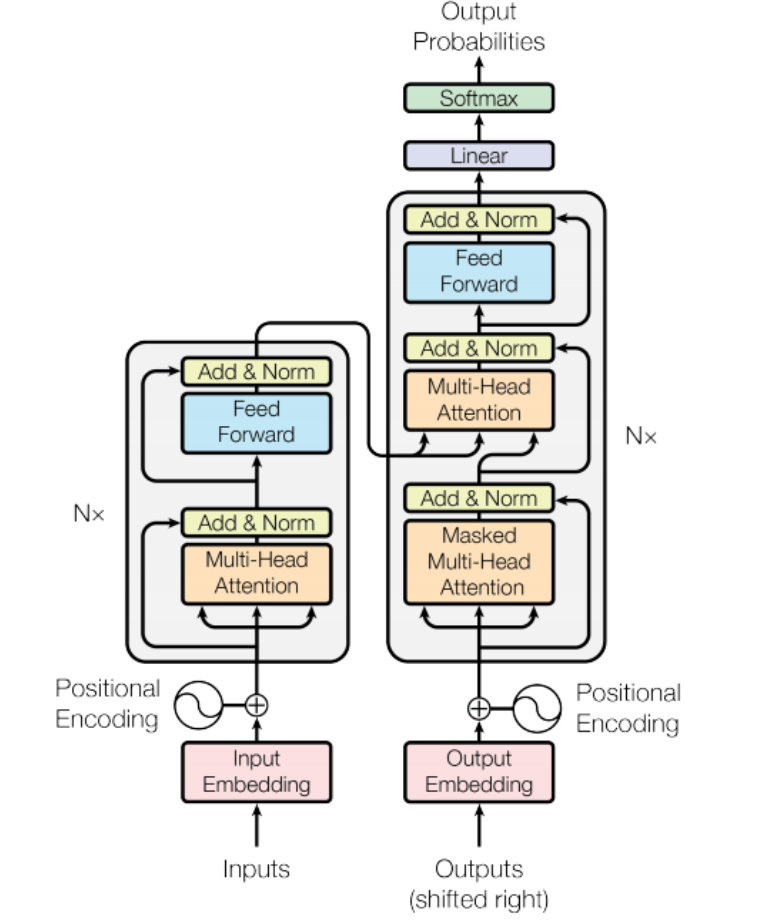 Output
Probabilities
Softmax
Linear
Add & Norm
Feed
Forward
Add & Norm
Multi-Head
Attention
Add & Norm
Masked
Multi-Head
Attention
N×
Add & Norm
Feed
Forward
Add & Norm
Multi-Head
Attention
N×
Positional
Encoding
Positional
Encoding
Input
Embedding
Output
Embedding
Inputs
Outputs
(shifted right)